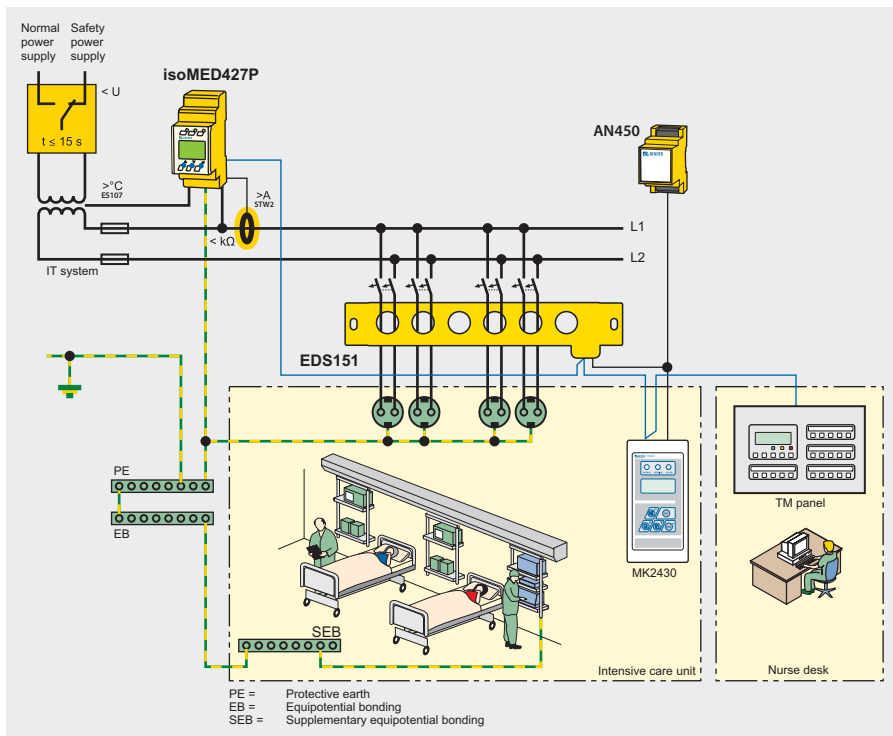 Normal power supply
Safety power supply
< U
t ≤ 15 s
isoMED427P
>°C
ES107
>A
STW2
< kΩ
AN450
BENDER
L1
L2
IT system
EDS151
PE
EB
SEB
MK2430
TM panel
Intensive care unit
Nurse desk
PE = Protective earth
EB = Equipotential bonding
SEB = Supplementary equipotential bonding